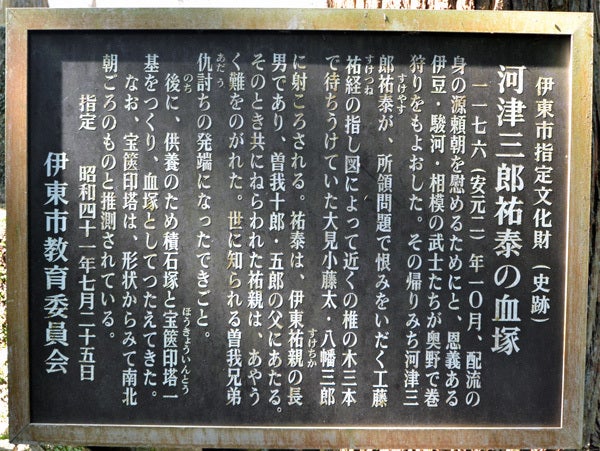 伊東市指定文化財（史跡）
河津三郎祐泰の血塚
一一七六（安元二）年一〇月、配流の
身の源頼朝を慰めるためにと、恩義ある
伊豆・駿河・相模の武士たちが奥野で巻
狩りをもよおした。その帰りみち河津三
郎祐泰が、所領問題で恨みをいだく工藤
祐経の指し図によって近くの椎の木三本
で待ちうけていた大見小藤太・八幡三郎
に射ころされる。祐泰は、伊東祐親の長
男であり、曽我十郎・五郎の父にあたる。
そのとき共にねらわれた祐親は、あやう
く難をのがれた。世に知られる曽我兄弟
仇討ちの発端になったできごと。
後に、供養のため積石塚と宝篋印塔一
基をつくり、血塚としてつたえてきた。
なお、宝篋印塔は、形状からみて南北
朝ごろのものと推測されている。
指定　昭和四十一年七月二十五日
伊東市教育委員会